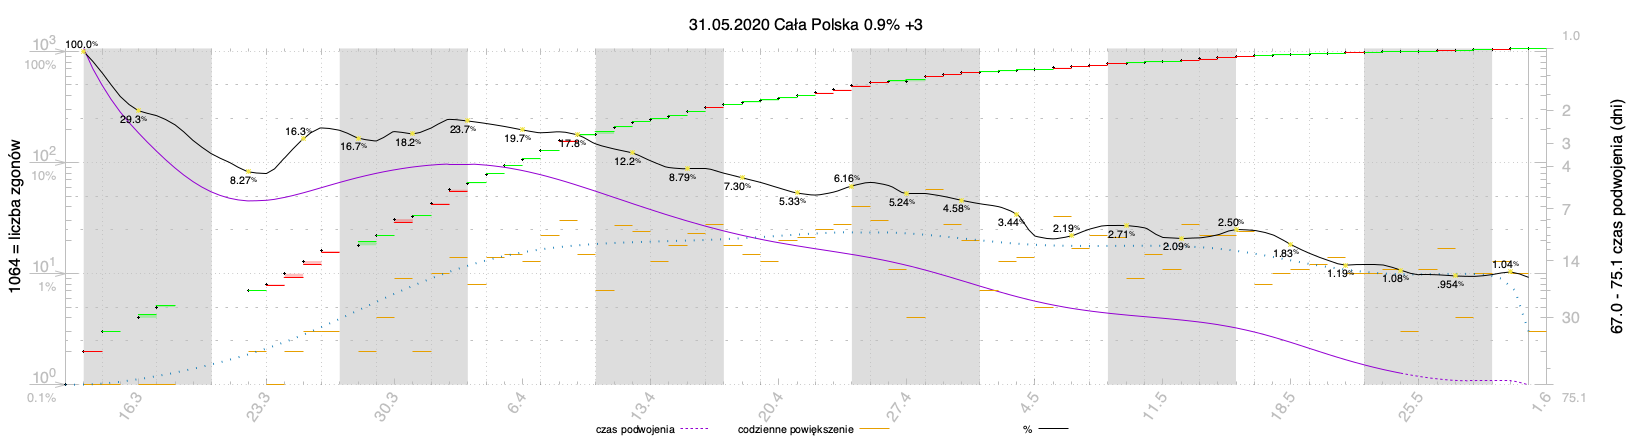 31.05.2020 Cała Polska 0.9% +3
10³ 100.0% 1.0
100%
2
29.3% 16.3% 16.7% 18.2% 23.7% 19.7% 17.8% 3
10² 12.2% 4
10% 8.27% 8.79% 7.30% 5.33% 6.16% 5.24% 4.58% 3.44% 2.19% 2.71% 2.09% 2.50% 7
1.83% 1.19% 1.08% .954% 1.04% 14
10¹
1% 30
10⁰
0.1% 75.1
16.3 23.3 30.3 6.4 13.4 20.4 27.4 4.5 11.5 18.5 25.5 1.6
1064 = liczba zgonów
67.0 - 75.1 czas podwojenia (dni)
czas podwojenia codzienne powiększenie %